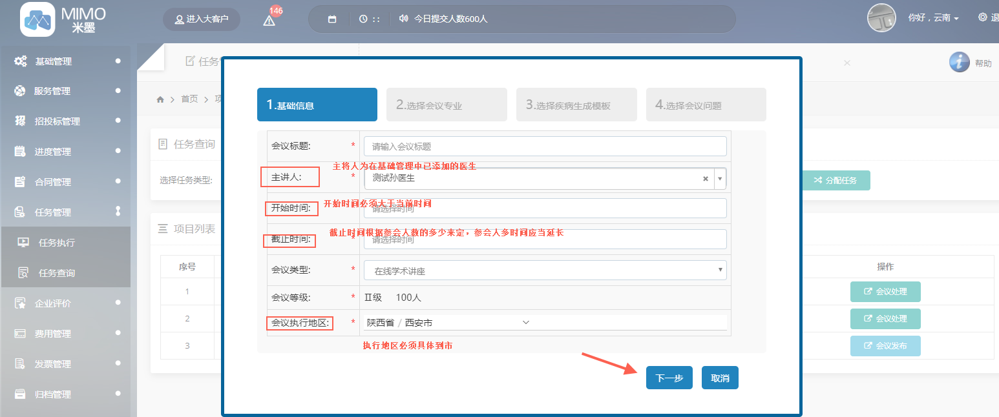 MIMO
米墨
进入大客户
146
: :
今日提交人数600人
你好，云南
退
基础管理
服务管理
招投标管理
进度管理
合同管理
任务管理
任务执行
任务查询
企业评价
费用管理
发票管理
归档管理
任务
帮助
首页
任务查询
选择任务类型:
分配任务
项目列表
序号
操作
1
会议处理
2
会议处理
3
会议发布
1.基础信息
2.选择会议专业
3.选择疾病生成模板
4.选择会议问题
会议标题: *
请输入会议标题
主将人为在基础管理中已添加的医生
主讲人: *
测试孙医生
开始时间必须大于当前时间
开始时间:
请选择时间
截止时间根据参会人数的多少来定，参会人多时间应当延长
截止时间: *
请选择时间
会议类型: *
在线学术讲座
会议等级: *
II级 100人
会议执行地区: *
陕西省 / 西安市
执行地区必须具体到市
下一步
取消